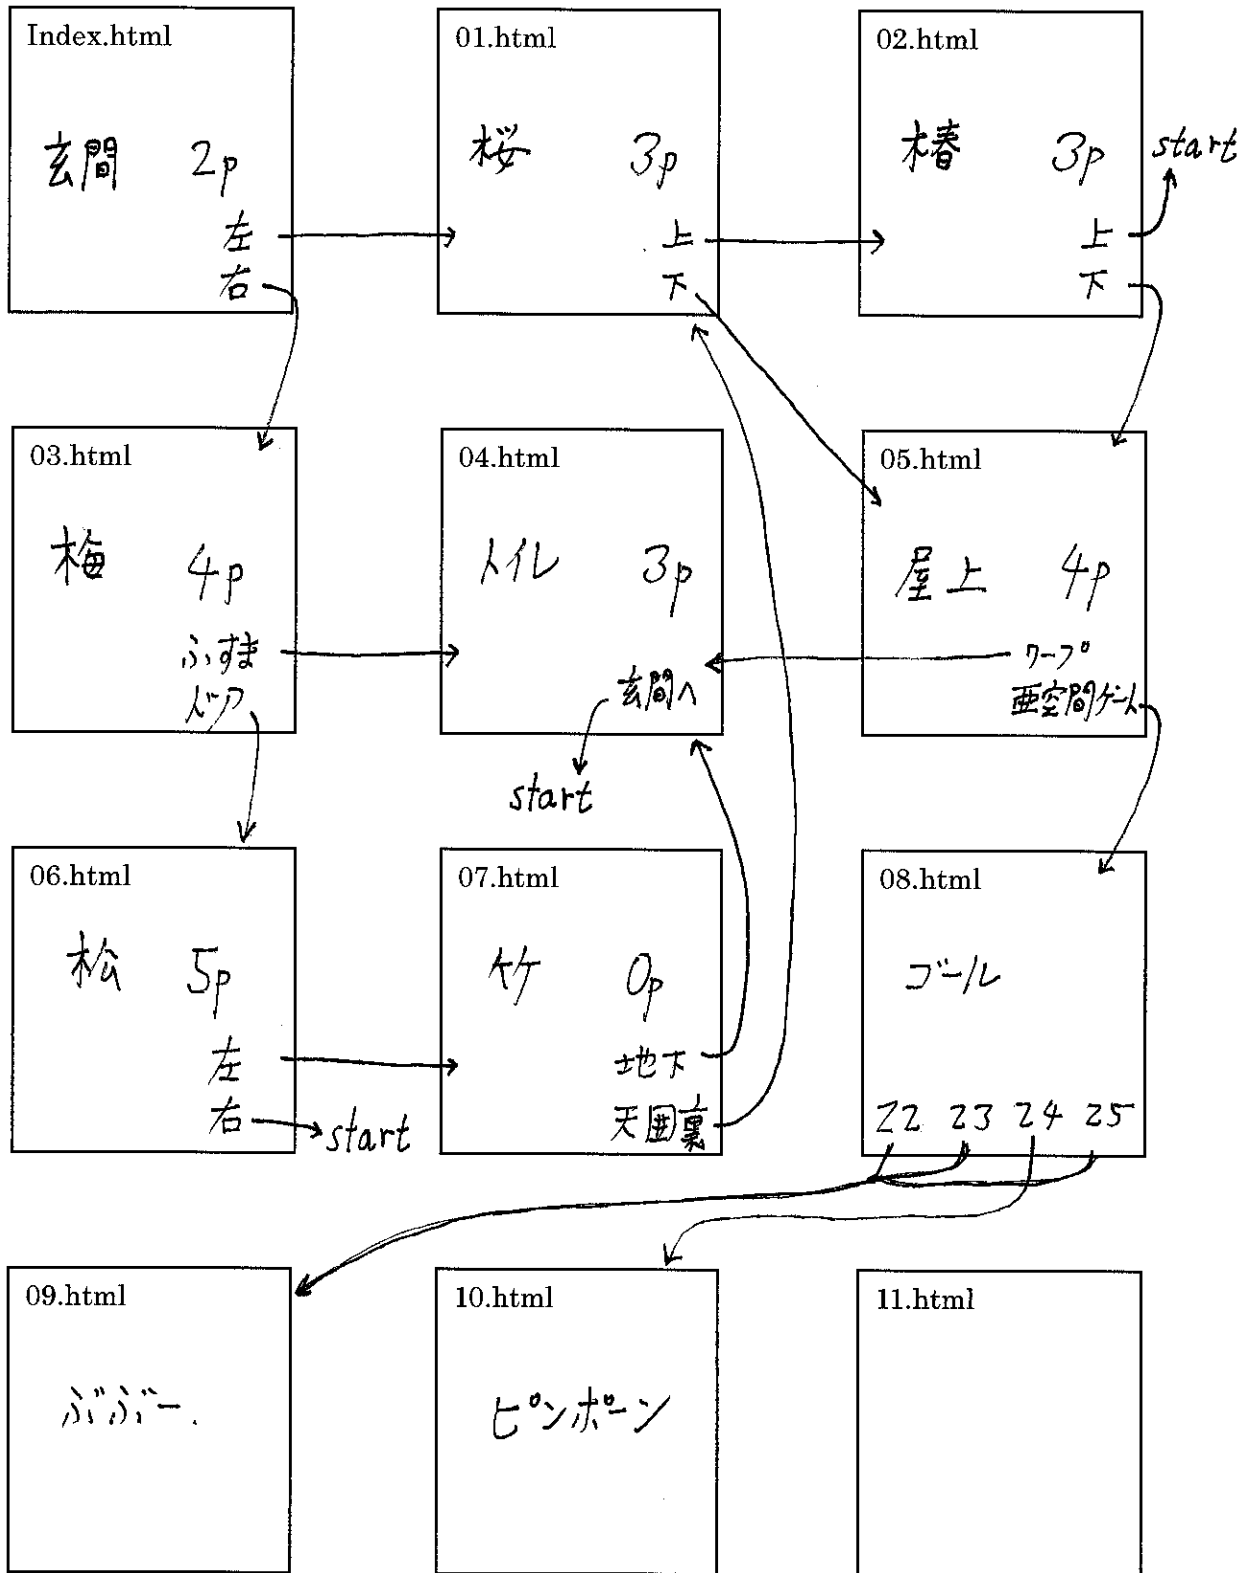 Index.html
玄関 2p
左
右
01.html
桜 3p
上
下
02.html
椿 3p
上
下
start
03.html
梅 4p
ふすま
ドア
04.html
トイレ 3p
玄関へ
start
05.html
屋上 4p
ワープ
亜空間ゲート
06.html
松 5p
左
右
start
07.html
竹 0p
地下
天囲裏
08.html
ゴール
22 23 24 25
09.html
ぶぶー.
10.html
ピンポーン
11.html